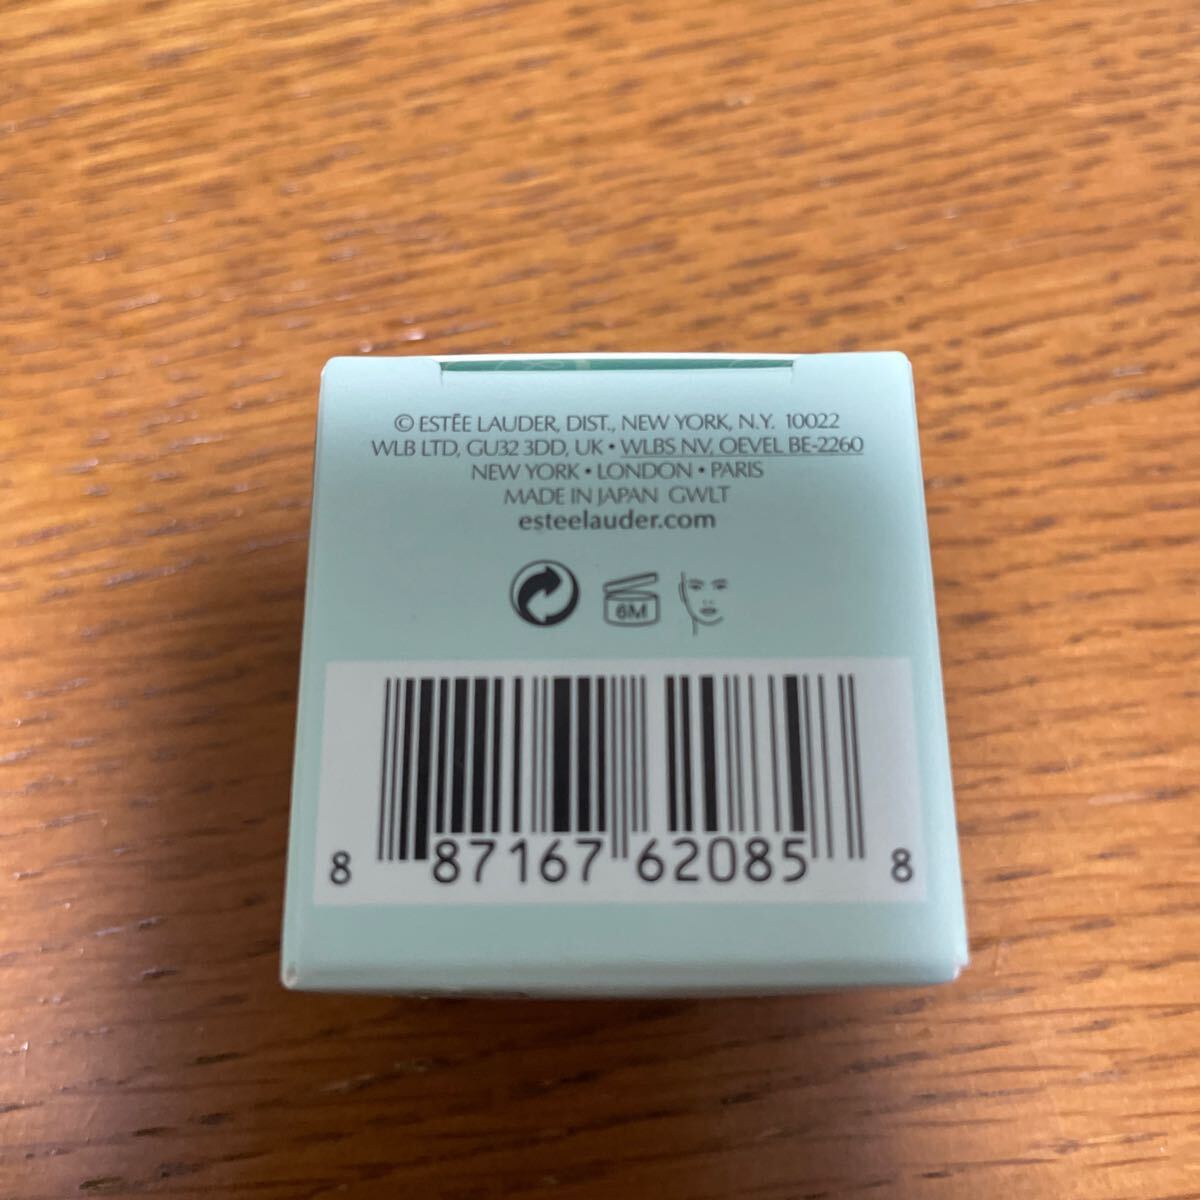 © ESTĒE LAUDER, DIST., NEW YORK, N.Y. 10022
WLB LTD, GU32 3DD, UK • WLBS NV, OEVEL BE-2260
NEW YORK • LONDON • PARIS
MADE IN JAPAN GWLT
esteelauder.com
6M
8 87167 62085 8